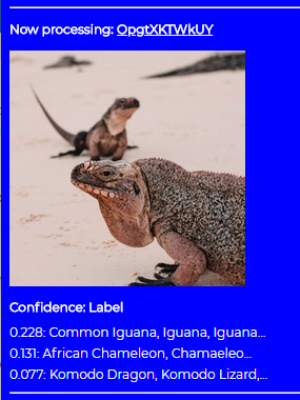 Now processing: OpgtXKTWkUY
Confidence: Label
0.228: Common Iguana, Iguana, Iguana...
0.131: African Chameleon, Chamaeleo...
0.077: Komodo Dragon, Komodo Lizard,...